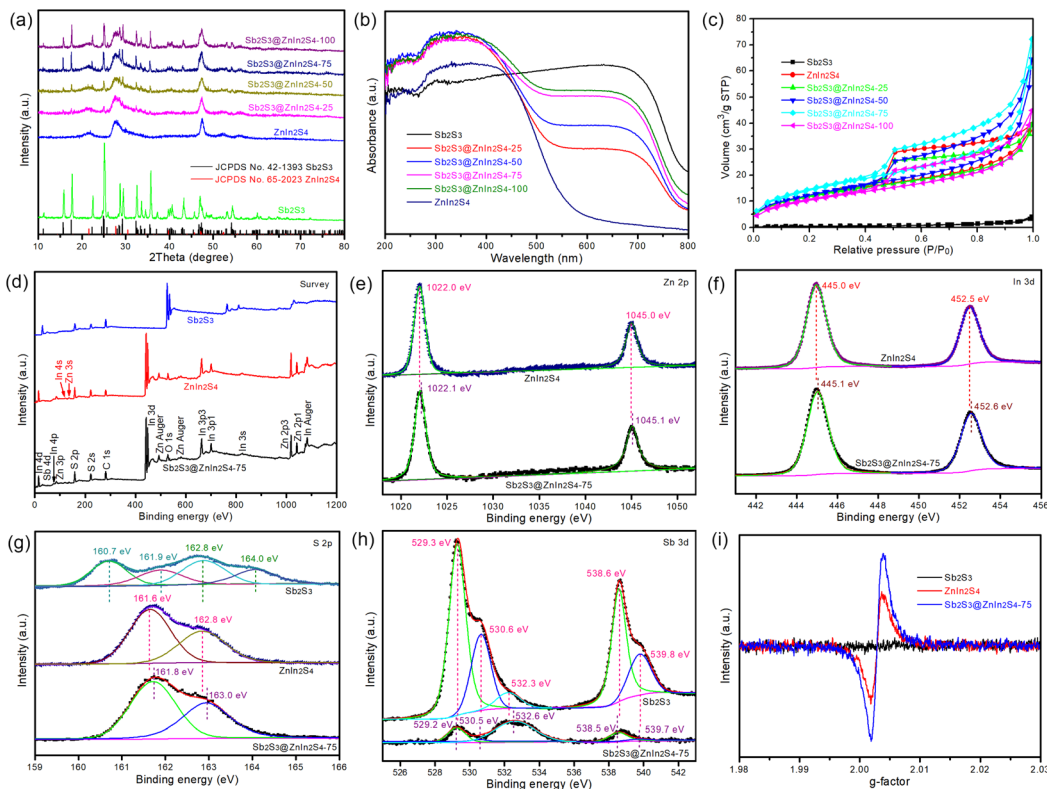 (a)
Sb2S3@ZnIn2S4-100
Sb2S3@ZnIn2S4-75
Sb2S3@ZnIn2S4-50
Sb2S3@ZnIn2S4-25
ZnIn2S4
JCPDS No. 42-1393 Sb2S3
JCPDS No. 65-2023 ZnIn2S4
Sb2S3
Intensity (a.u.)
10 20 30 40 50 60 70 80
2Theta (degree)
(b)
Sb2S3
Sb2S3@ZnIn2S4-25
Sb2S3@ZnIn2S4-50
Sb2S3@ZnIn2S4-75
Sb2S3@ZnIn2S4-100
ZnIn2S4
Absorbance (a.u.)
200 300 400 500 600 700 800
Wavelength (nm)
(c)
Sb2S3
ZnIn2S4
Sb2S3@ZnIn2S4-25
Sb2S3@ZnIn2S4-50
Sb2S3@ZnIn2S4-75
Sb2S3@ZnIn2S4-100
Volume (cm3/g STP)
80
70
60
50
40
30
20
10
0
0.0 0.2 0.4 0.6 0.8 1.0
Relative pressure (P/P0)
(d)
Survey
Sb2S3
In 4s
Zn 3s
ZnIn2S4
In 4d
Sb 4d
In 4p
Zn 3p
S 2p
S 2s
C 1s
In 3d
Zn Auger
O 1s
Zn Auger
In 3p3
In 3p1
In 3s
Zn 2p3
Zn 2p1
In Auger
Sb2S3@ZnIn2S4-75
Intensity (a.u.)
0 200 400 600 800 1000 1200
Binding energy (eV)
(e)
Zn 2p
1022.0 eV
1045.0 eV
ZnIn2S4
1022.1 eV
1045.1 eV
Sb2S3@ZnIn2S4-75
Intensity (a.u.)
1020 1030 1040 1050
Binding energy (eV)
(f)
In 3d
445.0 eV
452.5 eV
ZnIn2S4
445.1 eV
452.6 eV
Sb2S3@ZnIn2S4-75
Intensity (a.u.)
442 444 446 448 450 452 454 456
Binding energy (eV)
(g)
S 2p
160.7 eV
161.9 eV
162.8 eV
164.0 eV
Sb2S3
161.6 eV
162.8 eV
ZnIn2S4
161.8 eV
163.0 eV
Sb2S3@ZnIn2S4-75
Intensity (a.u.)
159 160 161 162 163 164 165 166
Binding energy (eV)
(h)
Sb 3d
529.3 eV
538.6 eV
530.6 eV
539.8 eV
532.3 eV
Sb2S3
529.2 eV
530.5 eV
532.6 eV
538.5 eV
539.7 eV
Sb2S3@ZnIn2S4-75
Intensity (a.u.)
526 528 530 532 534 536 538 540 542
Binding energy (eV)
(i)
Sb2S3
ZnIn2S4
Sb2S3@ZnIn2S4-75
Intensity (a.u.)
1.98 1.99 2.00 2.01 2.02 2.03
g-factor